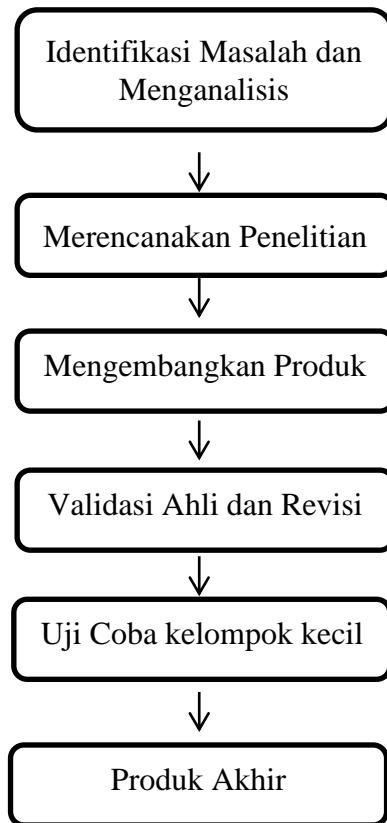 Identifikasi Masalah dan
Menganalisis
Merencanakan Penelitian
Mengembangkan Produk
Validasi Ahli dan Revisi
Uji Coba kelompok kecil
Produk Akhir